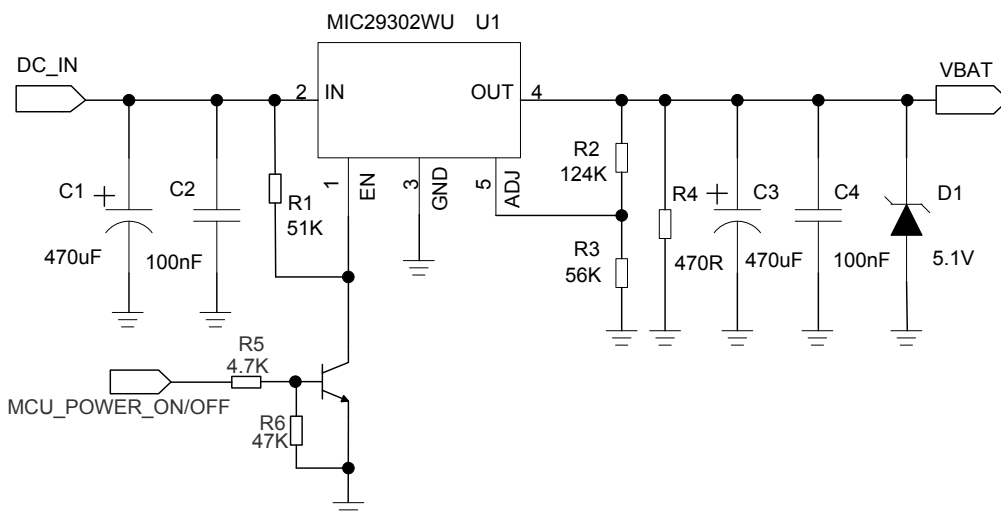 MIC29302WU U1
DC_IN
VBAT
2 IN
OUT 4
1
EN
3
GND
5
ADJ
C1
470uF
C2
100nF
R1
51K
R2
124K
R3
56K
R4
470R
C3
470uF
C4
100nF
D1
5.1V
R5
4.7K
MCU_POWER_ON/OFF
R6
47K